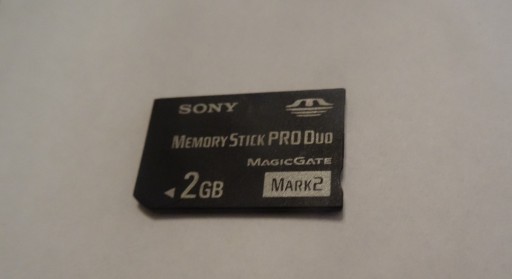 SONY
MEMORY STICK PRO DUO
MAGICGATE
2GB MARK2